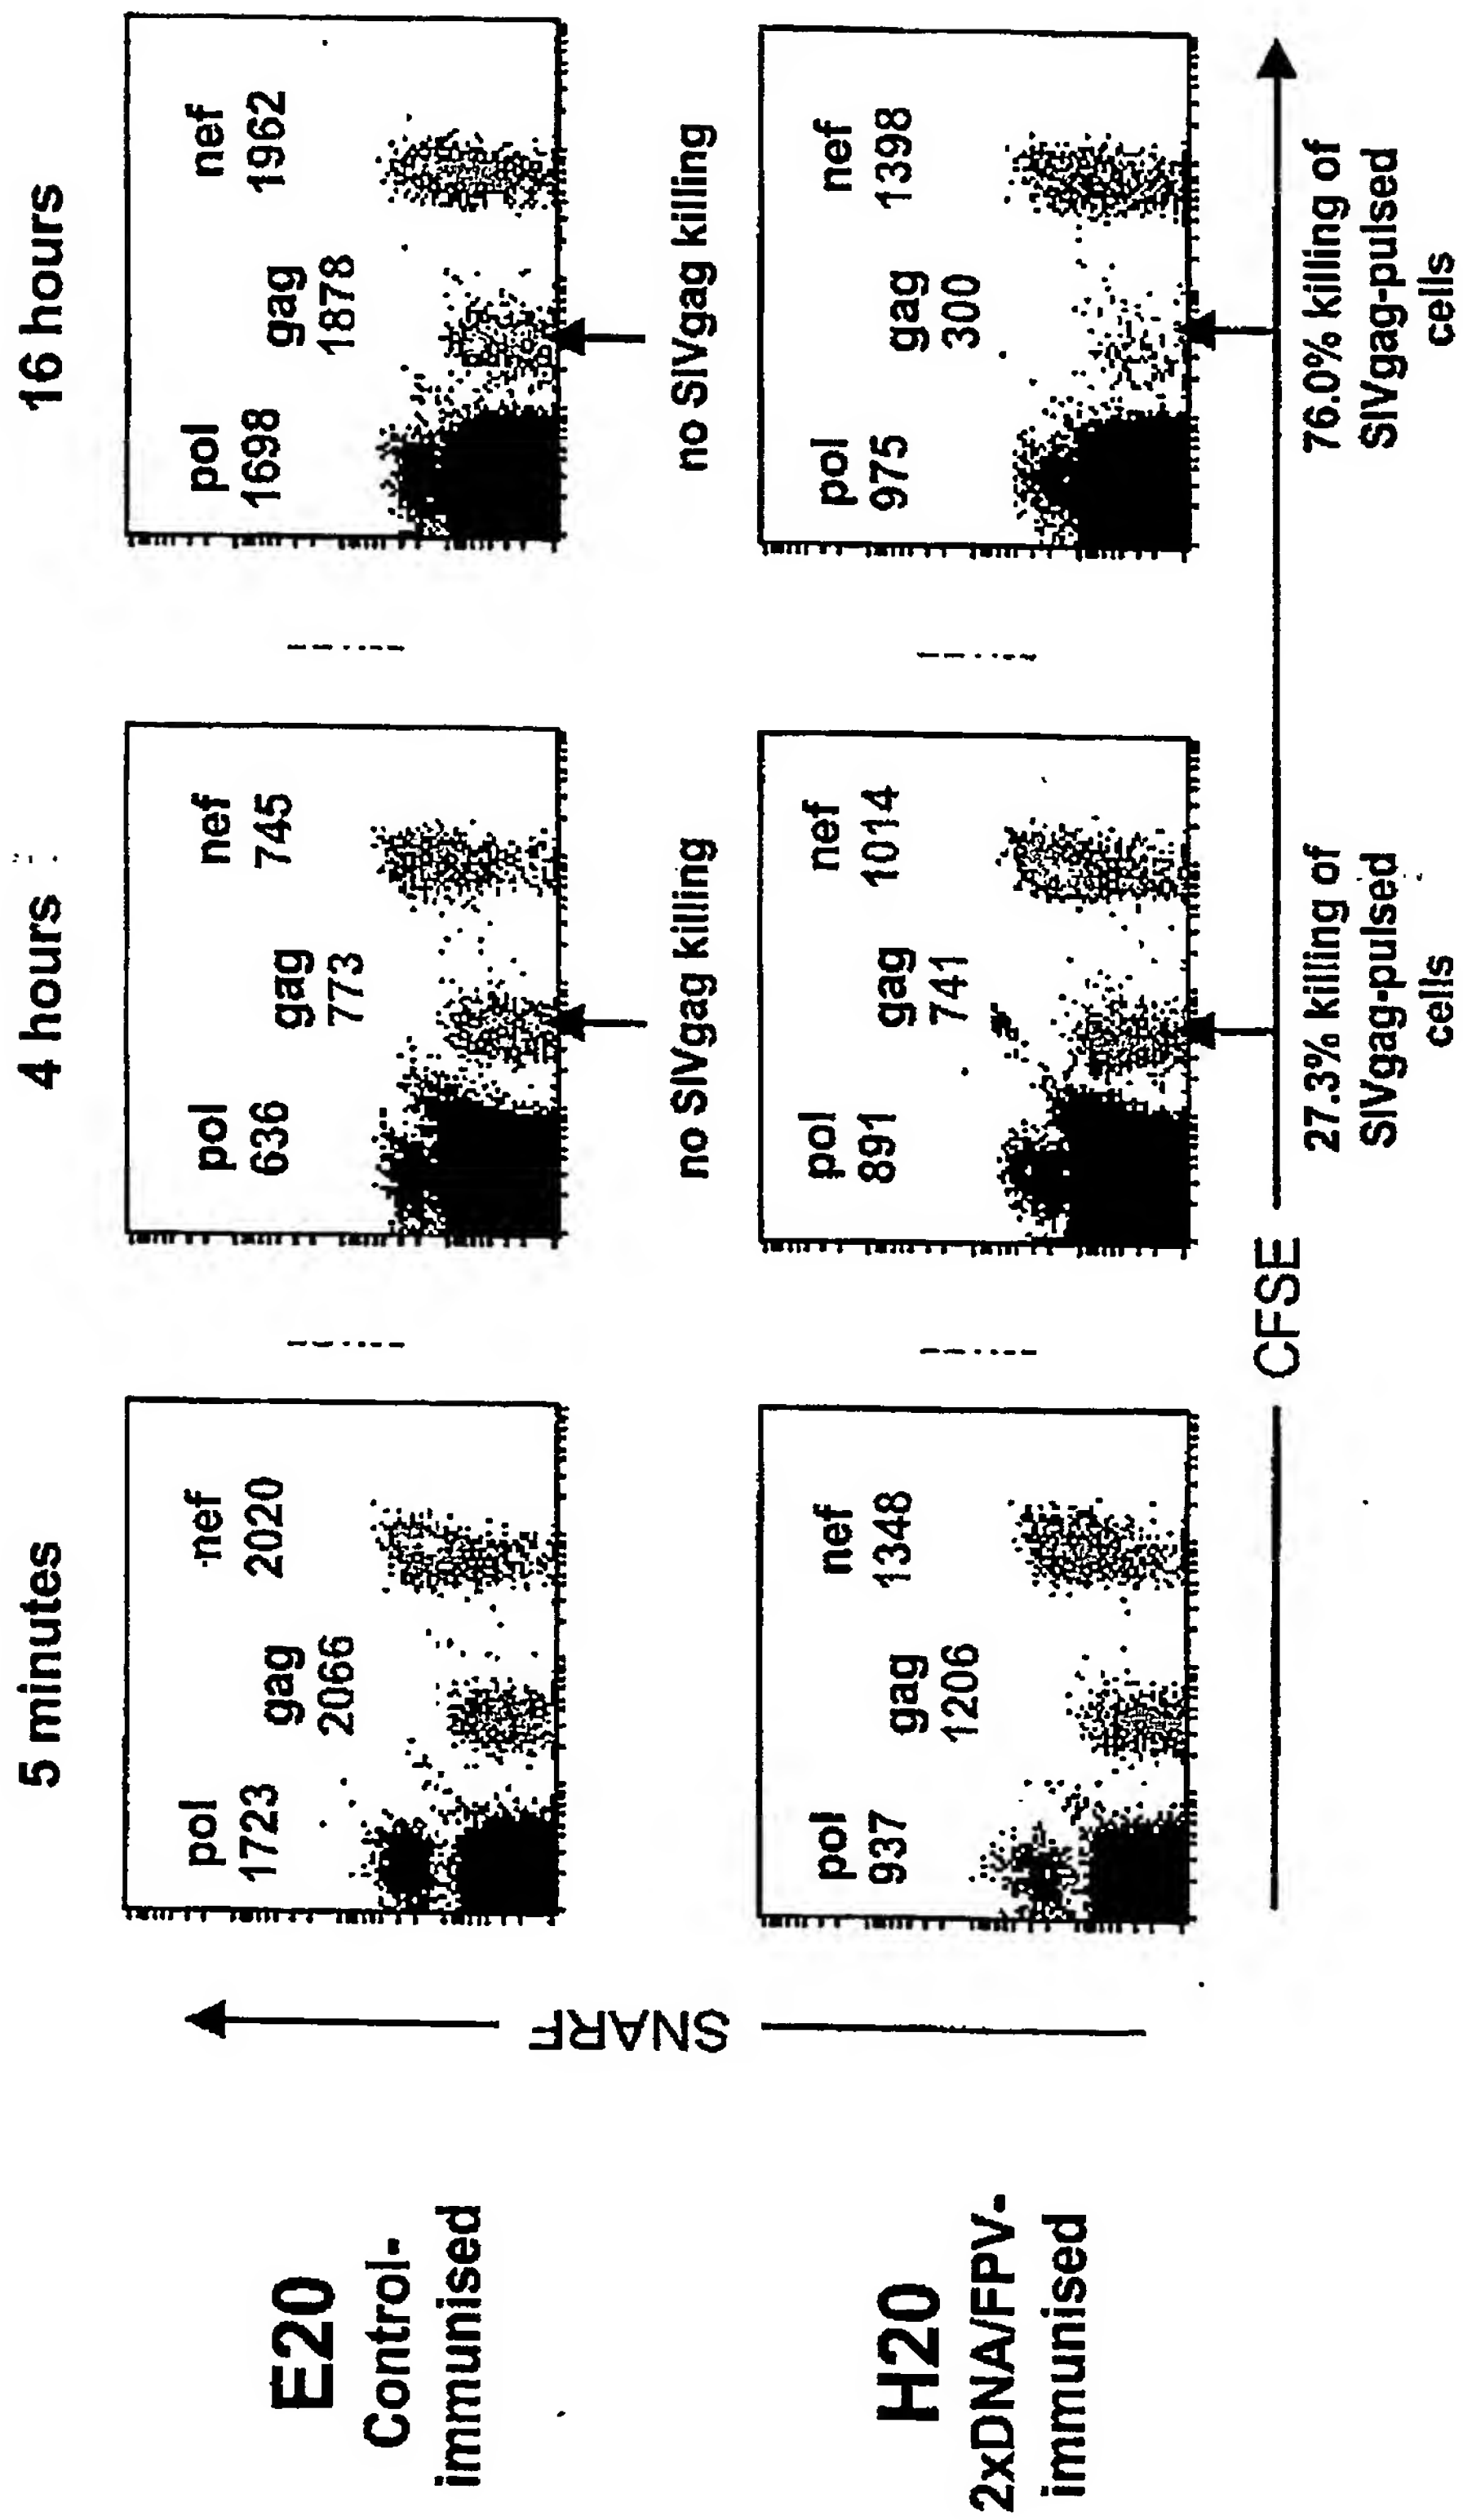 5 minutes
4 hours
16 hours
E20
Control-
immunised
pol
1723
gag
2066
nef
2020
pol
636
gag
773
nef
745
pol
1698
gag
1878
nef
1962
no SIVgag killing
no SIVgag killing
SNARF
H20
2xDNA/FPV-
immunised
pol
937
gag
1206
nef
1348
pol
891
gag
741
nef
1014
pol
975
gag
300
nef
1398
CFSE
27.3% killing of
SIVgag-pulsed
cells
76.0% killing of
SIVgag-pulsed
cells